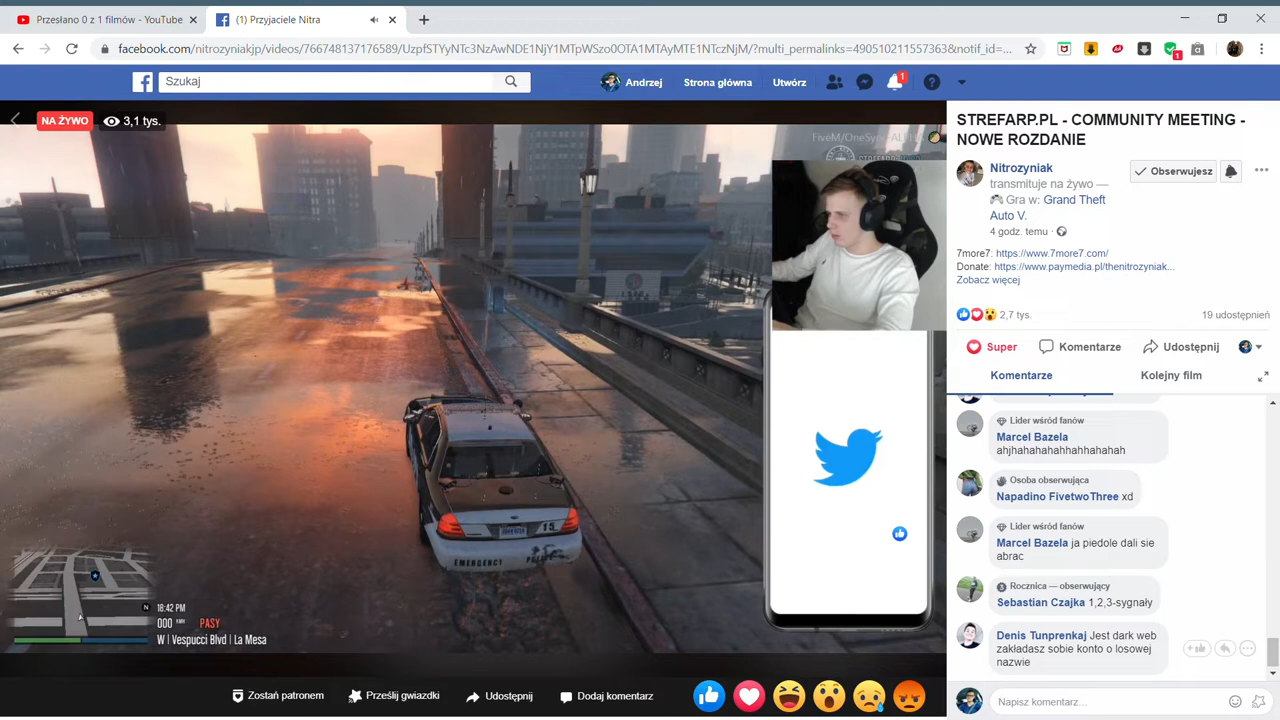 Przesłano 0 z 1 filmów - YouTube
(1) Przyjaciele Nitra
facebook.com/nitrozyniakjp/videos/766748137176589/UzpfSTYyNTc3NzAwNDE1NjY1MTpWSzo0OTA1MTAyMTE1NTczNjM/?multi_permalinks=490510211557363&notif_id=...
Szukaj
Andrzej
Strona główna
Utwórz
1
NA ŻYWO
3,1 tys.
18:42 PM
000
PASY
W | Vespucci Blvd | La Mesa
15
EMERGENCY
STREFARP.PL - COMMUNITY MEETING -
NOWE ROZDANIE
Nitrozyniak
Obserwujesz
transmituje na żywo —
Gra w: Grand Theft
Auto V.
4 godz. temu ·
7more7: https://www.7more7.com/
Donate: https://www.paymedia.pl/thenitrozyniak...
Zobacz więcej
2,7 tys.
19 udostępnień
Super
Komentarze
Udostępnij
Komentarze
Kolejny film
Lider wśród fanów
Marcel Bazela
ahjhahahahahhahhahahah
Osoba obserwująca
Napadino FivetwoThree xd
Lider wśród fanów
Marcel Bazela ja piedole dali sie
abrac
Rocznica — obserwujący
Sebastian Czajka 1,2,3-sygnały
Denis Tunprenkaj Jest dark web
zakładasz sobie konto o losowej
nazwie
Napisz komentarz...
Zostań patronem
Prześlij gwiazdki
Udostępnij
Dodaj komentarz